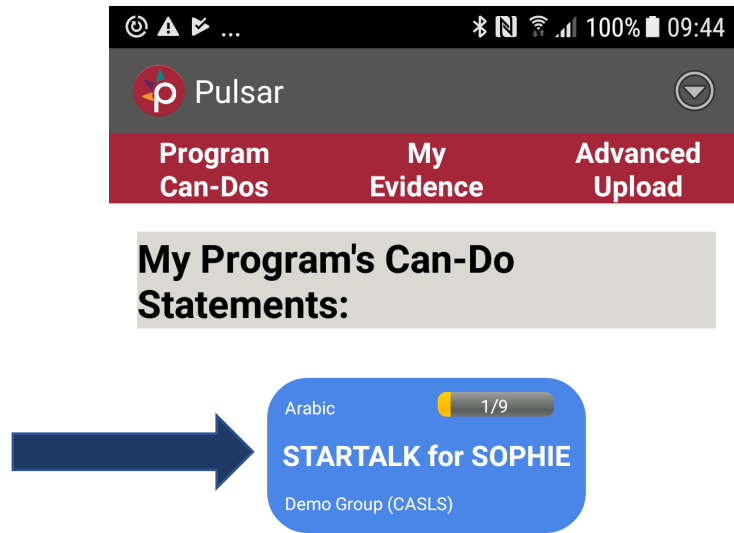 ... 100% 09:44
Pulsar
Program My Advanced
Can-Dos Evidence Upload
My Program's Can-Do
Statements:
Arabic 1/9
STARTALK for SOPHIE
Demo Group (CASLS)